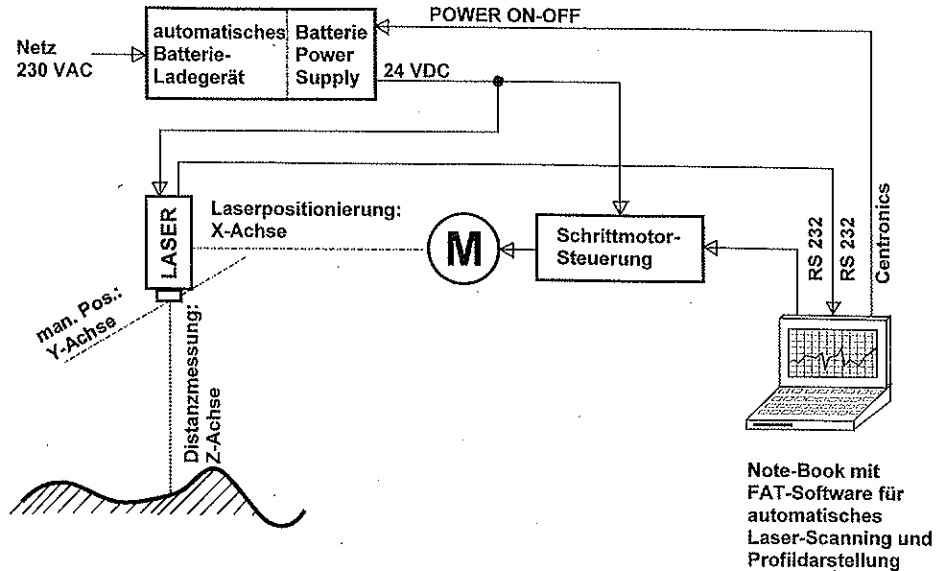 POWER ON-OFF
Netz
230 VAC
automatisches
Batterie-
Ladegerät
Batterie
Power
Supply
24 VDC
LASER
Laserpositionierung:
X-Achse
M
Schrittmotor-
Steuerung
RS 232
RS 232
Centronics
man. Pos.:
Y-Achse
Distanzmessung:
Z-Achse
Note-Book mit
FAT-Software für
automatisches
Laser-Scanning und
Profildarstellung